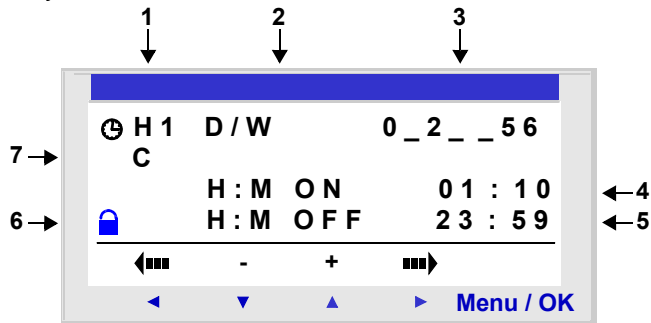 1 2 3
H1 D/W 0_2__56
7 C
H:M ON 01:10 4
6 H:M OFF 23:59 5
- +
Menu / OK